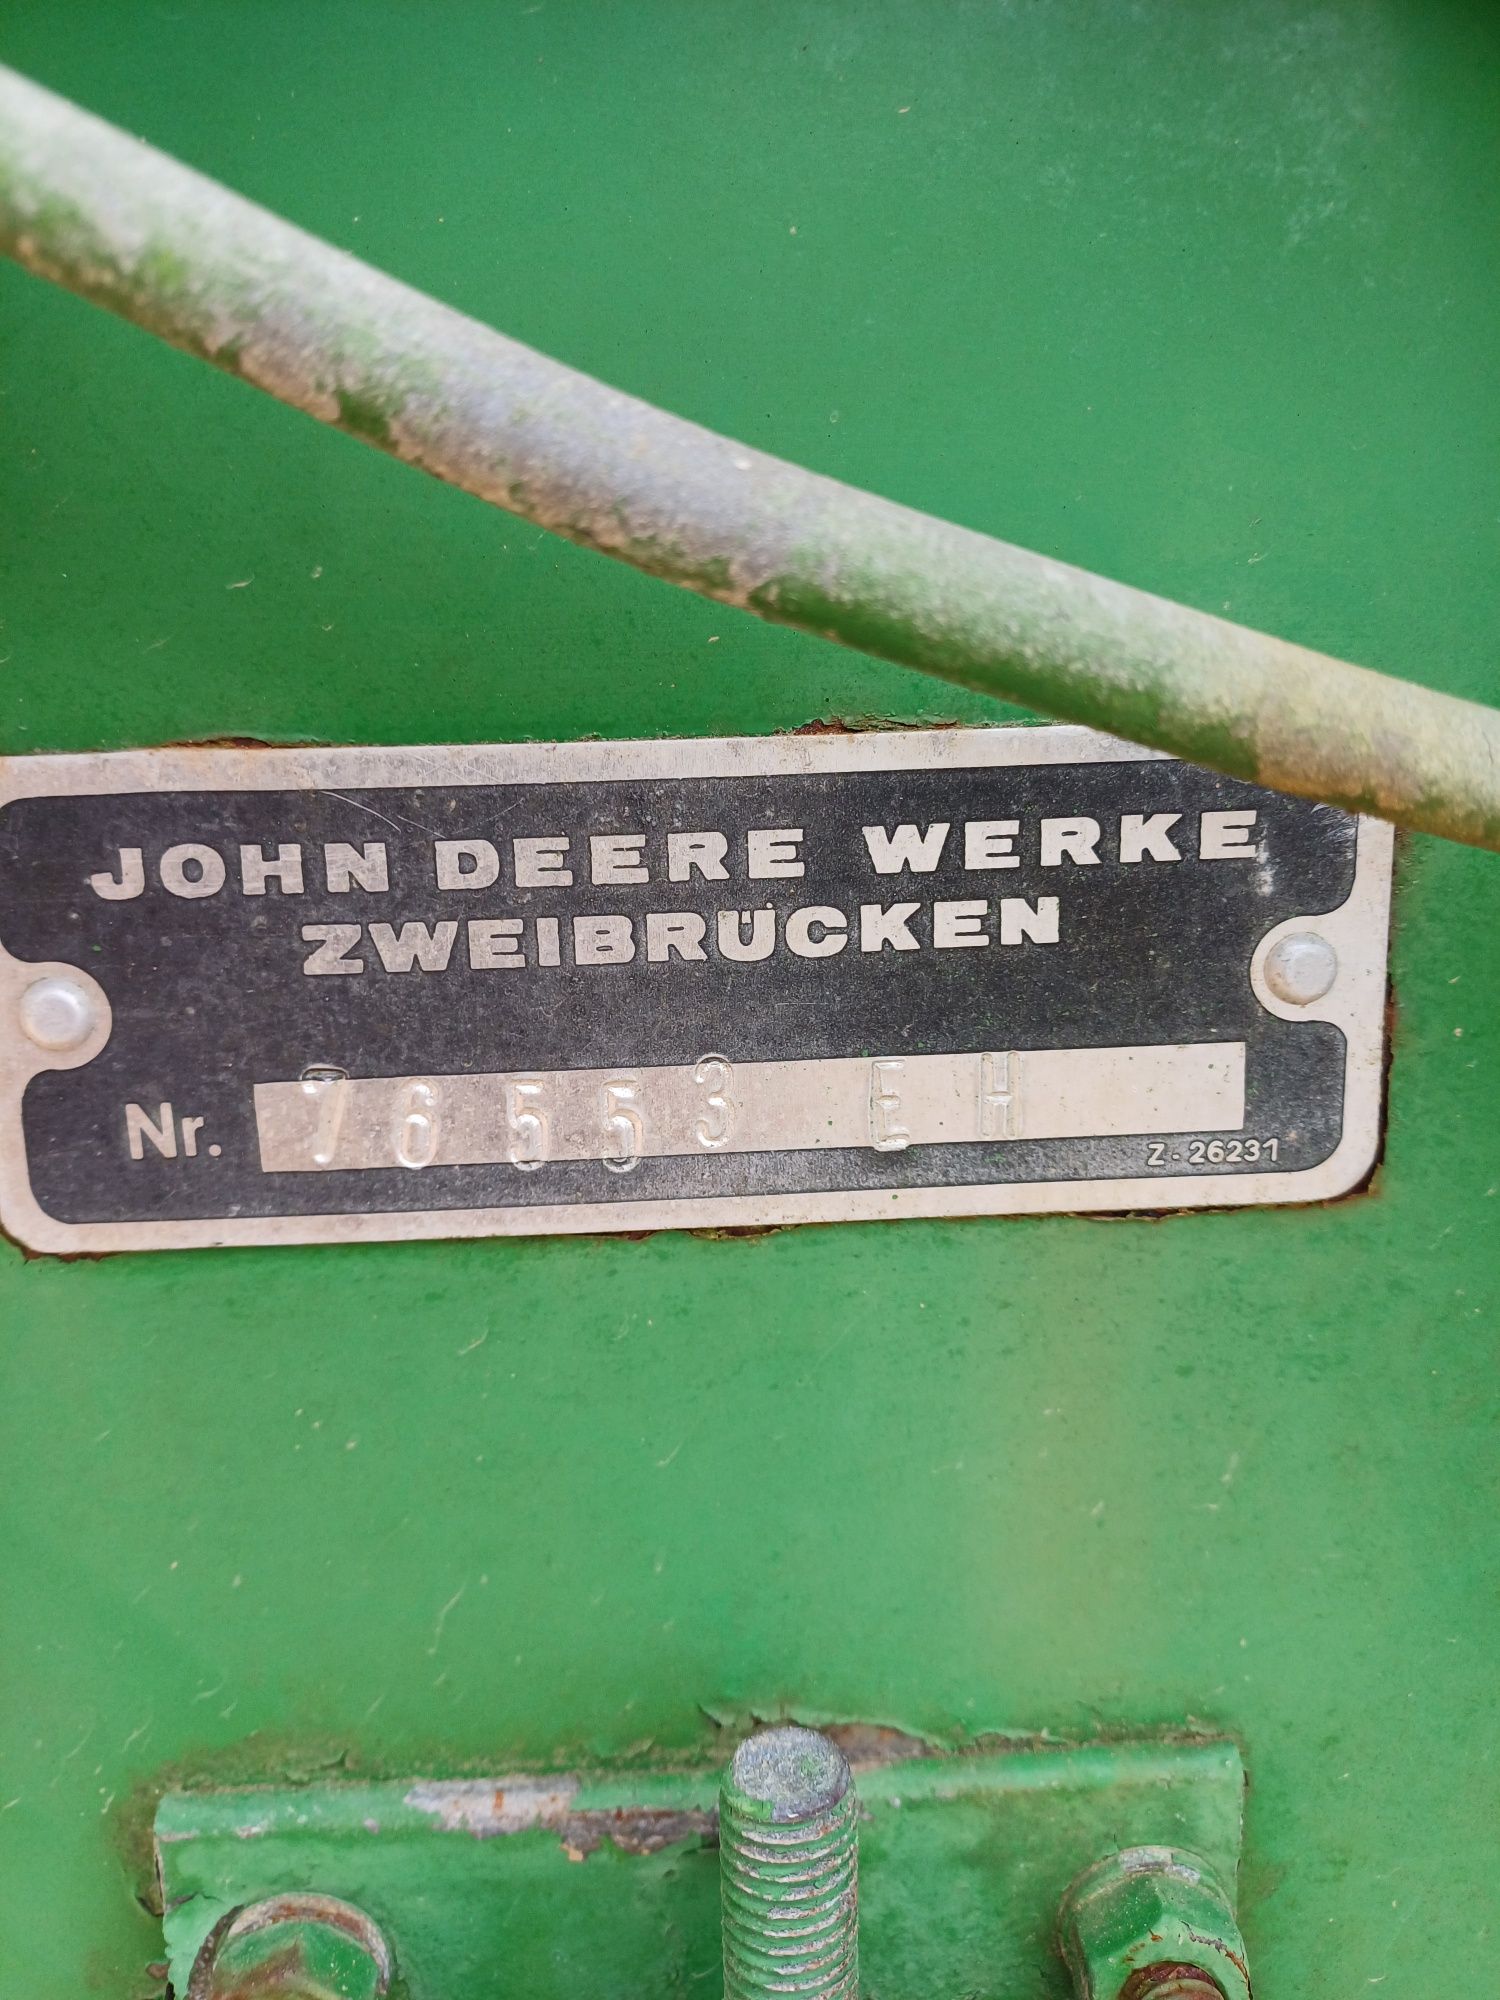 JOHN DEERE WERKE
ZWEIBRÜCKEN
Nr. 76553 EH
Z-26231